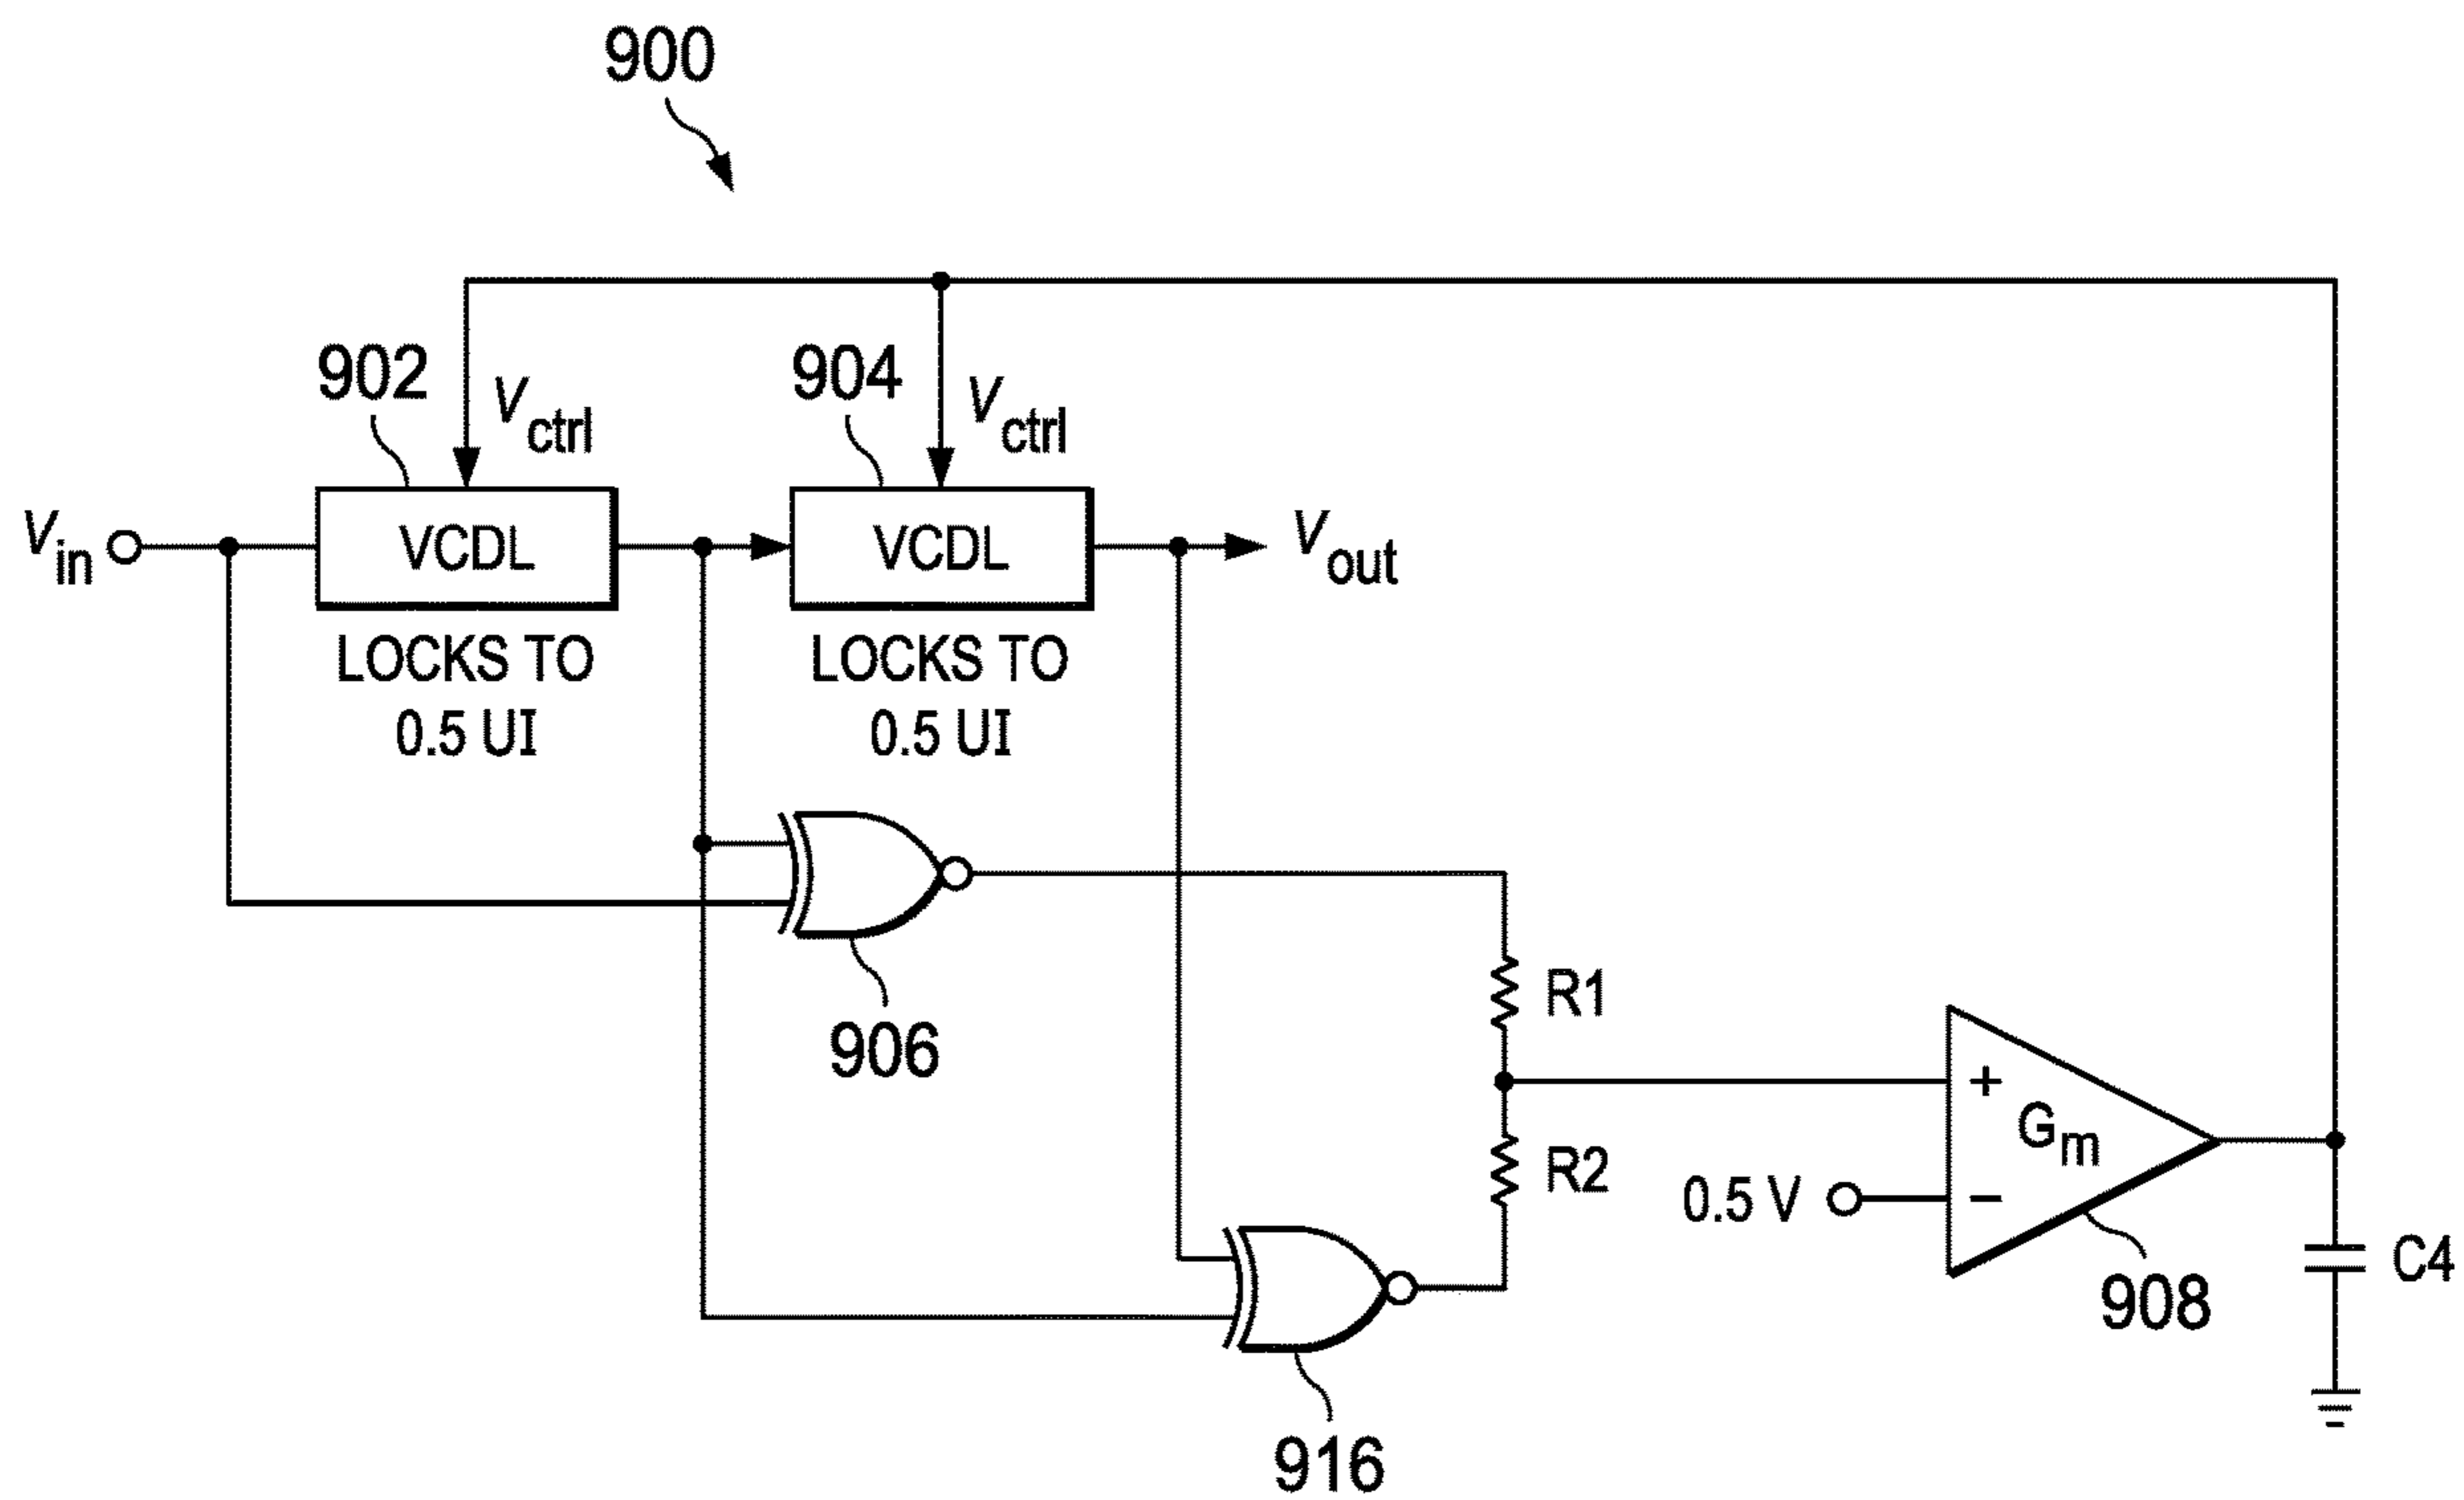 900
902
904
Vctrl
Vctrl
Vin
VCDL
VCDL
Vout
LOCKS TO
0.5 UI
LOCKS TO
0.5 UI
906
R1
+
Gm
R2
0.5 V
−
C4
908
916